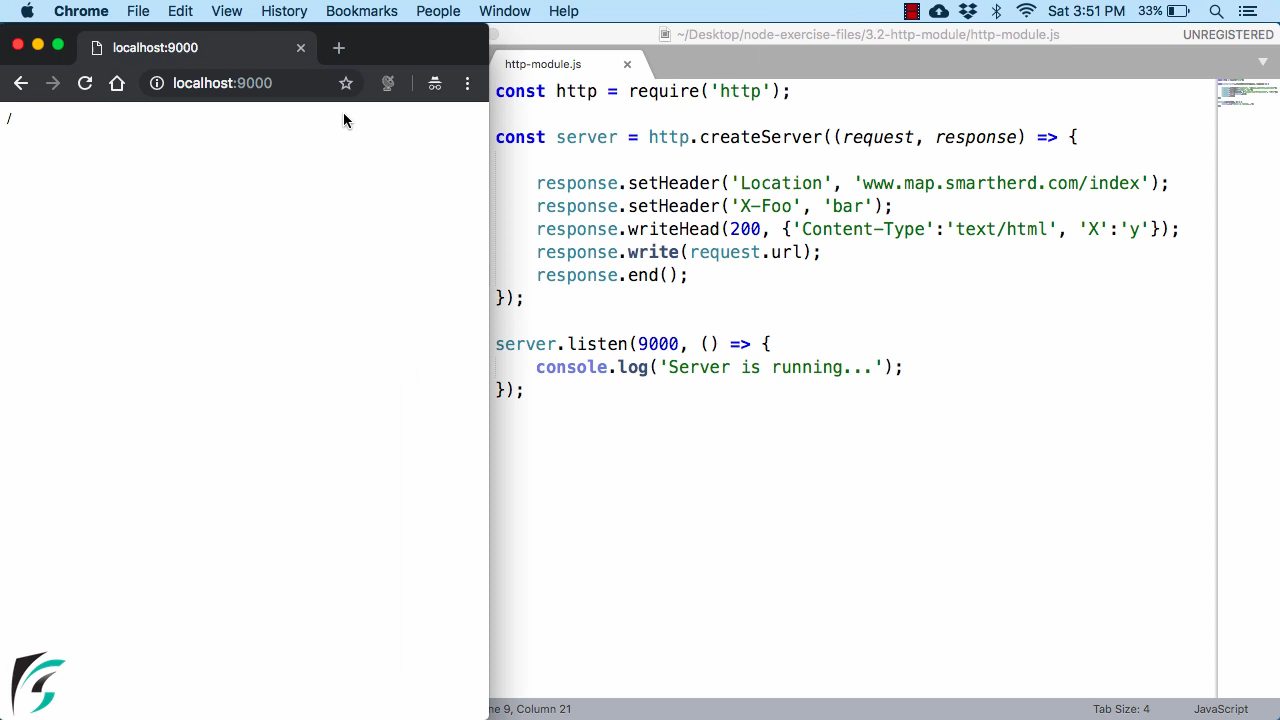 Chrome File Edit View History Bookmarks People Window Help Sat 3:51 PM 33%
localhost:9000
localhost:9000
/
~/Desktop/node-exercise-files/3.2-http-module/http-module.js UNREGISTERED
http-module.js
const http = require('http');
const server = http.createServer((request, response) => {
response.setHeader('Location', 'www.map.smartherd.com/index');
response.setHeader('X-Foo', 'bar');
response.writeHead(200, {'Content-Type':'text/html', 'X':'y'});
response.write(request.url);
response.end();
});
server.listen(9000, () => {
console.log('Server is running...');
});
ne 9, Column 21 Tab Size: 4 JavaScript